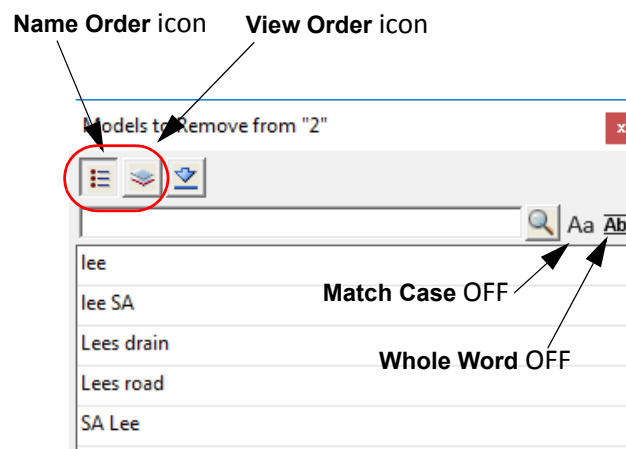 Name Order icon View Order icon
Models to Remove from "2"
x
Aa Ab
lee
lee SA
Match Case OFF
Lees drain
Whole Word OFF
Lees road
SA Lee